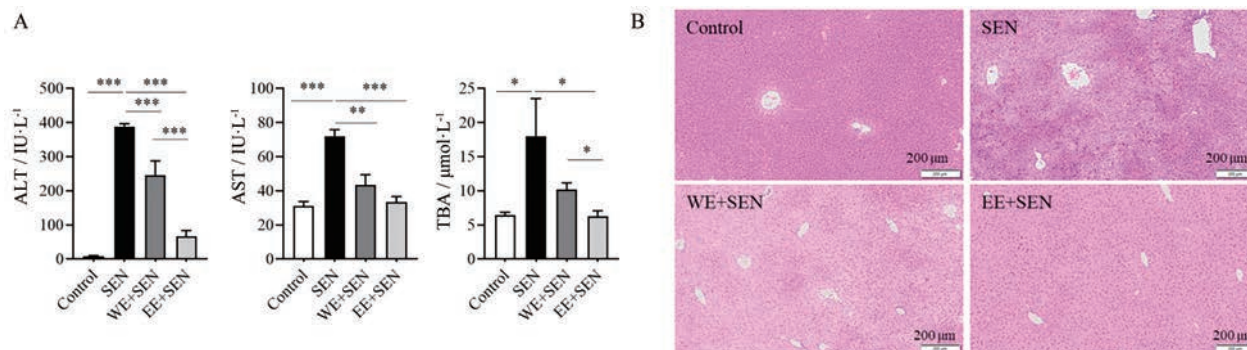 A
B
*** ***
***
***
ALT / IU·L⁻¹
500
400
300
200
100
0
Control
SEN
WE+SEN
EE+SEN
*** ***
**
AST / IU·L⁻¹
100
80
60
40
20
0
Control
SEN
WE+SEN
EE+SEN
* *
*
TBA / μmol·L⁻¹
25
20
15
10
5
0
Control
SEN
WE+SEN
EE+SEN
Control
200 μm
SEN
200 μm
WE+SEN
200 μm
EE+SEN
200 μm